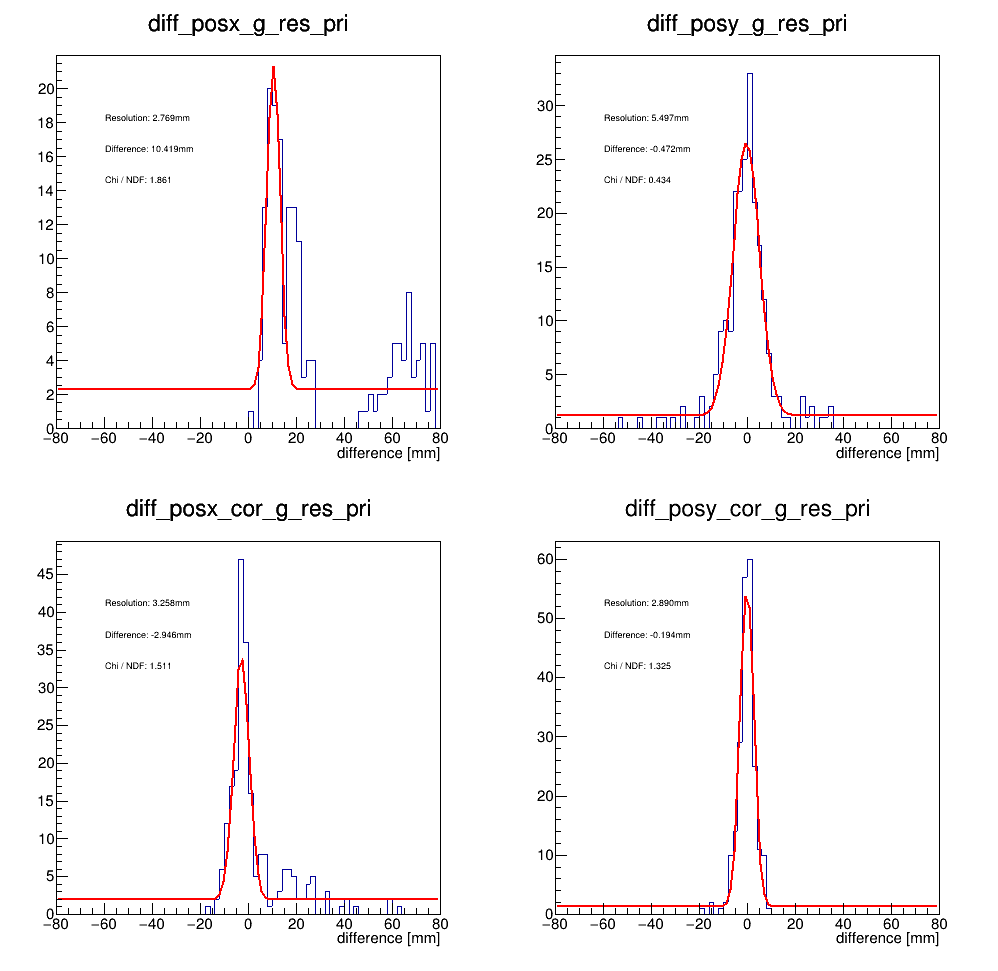 diff_posx_g_res_pri
20
18
16
14
12
10
8
6
4
2
0
Resolution: 2.769mm
Difference: 10.419mm
Chi / NDF: 1.861
−80 −60 −40 −20 0 20 40 60 80
difference [mm]
diff_posy_g_res_pri
30
25
20
15
10
5
0
Resolution: 5.497mm
Difference: -0.472mm
Chi / NDF: 0.434
−80 −60 −40 −20 0 20 40 60 80
difference [mm]
diff_posx_cor_g_res_pri
45
40
35
30
25
20
15
10
5
0
Resolution: 3.258mm
Difference: -2.946mm
Chi / NDF: 1.511
−80 −60 −40 −20 0 20 40 60 80
difference [mm]
diff_posy_cor_g_res_pri
60
50
40
30
20
10
0
Resolution: 2.890mm
Difference: -0.194mm
Chi / NDF: 1.325
−80 −60 −40 −20 0 20 40 60 80
difference [mm]